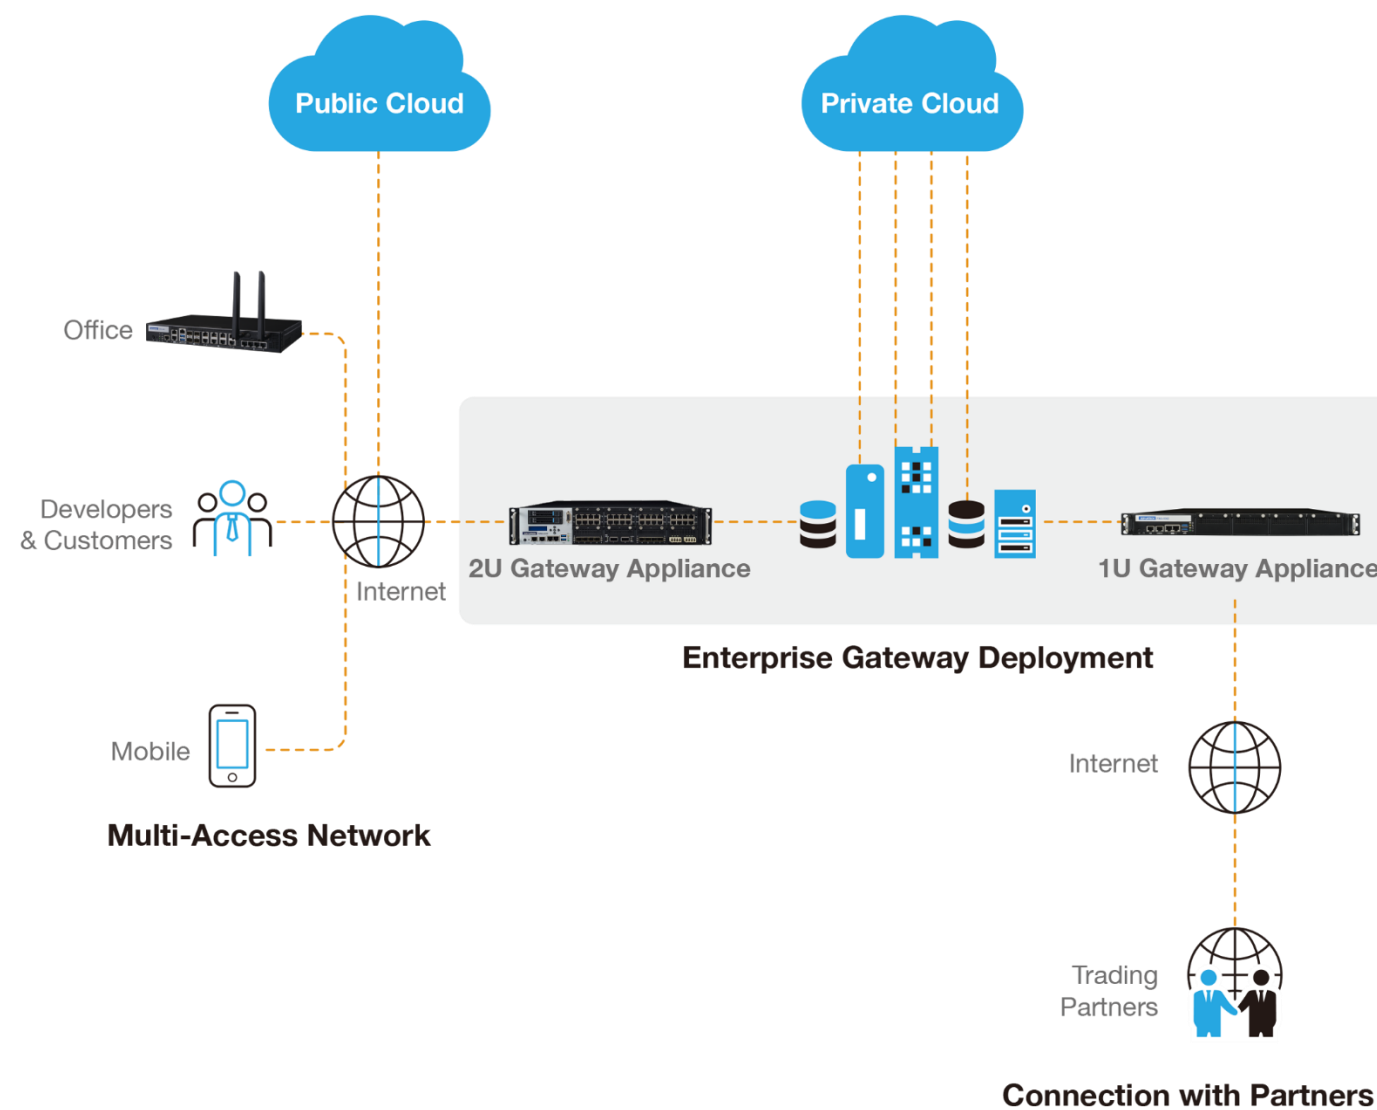 Public Cloud
Private Cloud
Office
Developers
& Customers
Internet
2U Gateway Appliance
1U Gateway Appliance
Enterprise Gateway Deployment
Internet
Mobile
Multi-Access Network
Trading
Partners
Connection with Partners